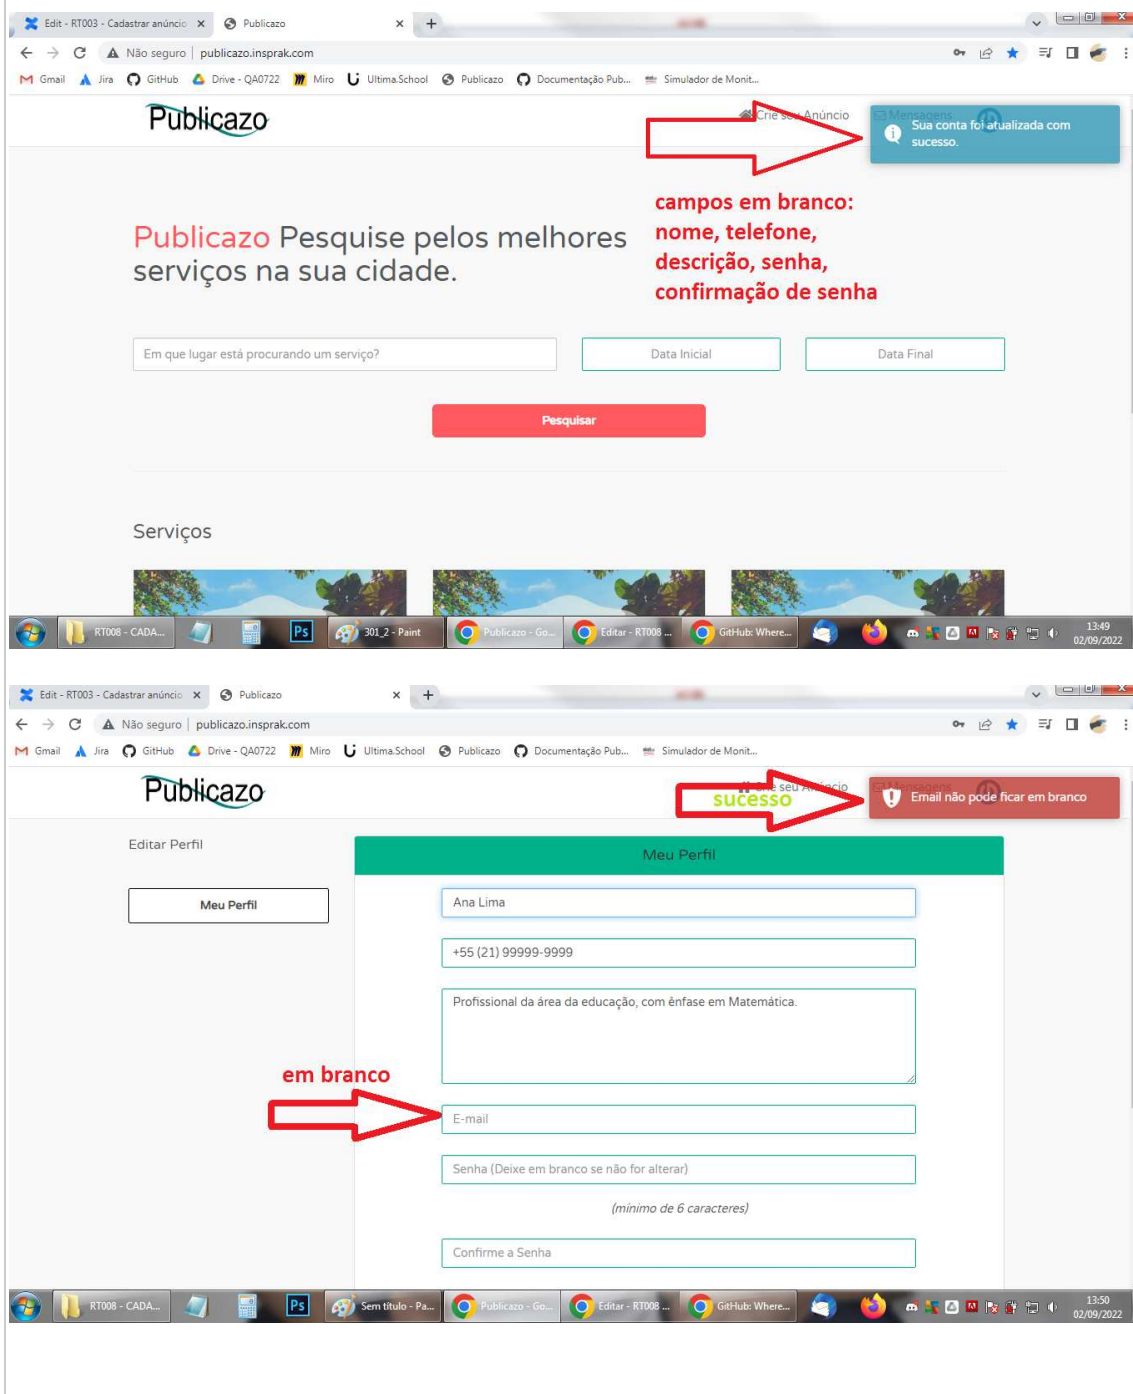 Edit - RT003 - Cadastrar anúncio
Publicazo
Não seguro | publicazo.insprak.com
Gmail Jira GitHub Drive - QA0722 Miro Ultima.School Publicazo Documentação Pub... Simulador de Monit...
Publicazo
Crie seu Anúncio
Mensagens
Sua conta foi atualizada com
sucesso.
campos em branco:
nome, telefone,
descrição, senha,
confirmação de senha
Publicazo Pesquise pelos melhores
serviços na sua cidade.
Em que lugar está procurando um serviço?
Data Inicial
Data Final
Pesquisar
Serviços
RT008 - CADA...
Ps
301_2 - Paint
Publicazo - Go...
Editar - RT008 ...
GitHub: Where...
13:49
02/09/2022
Edit - RT003 - Cadastrar anúncio
Publicazo
Não seguro | publicazo.insprak.com
Gmail Jira GitHub Drive - QA0722 Miro Ultima.School Publicazo Documentação Pub... Simulador de Monit...
Publicazo
Crie seu Anúncio
Mensagens
sucesso
Email não pode ficar em branco
Editar Perfil
Meu Perfil
Meu Perfil
Ana Lima
+55 (21) 99999-9999
Profissional da área da educação, com ênfase em Matemática.
em branco
E-mail
Senha (Deixe em branco se não for alterar)
(mínimo de 6 caracteres)
Confirme a Senha
RT008 - CADA...
Ps
Sem título - Pa...
Publicazo - Go...
Editar - RT008 ...
GitHub: Where...
13:50
02/09/2022